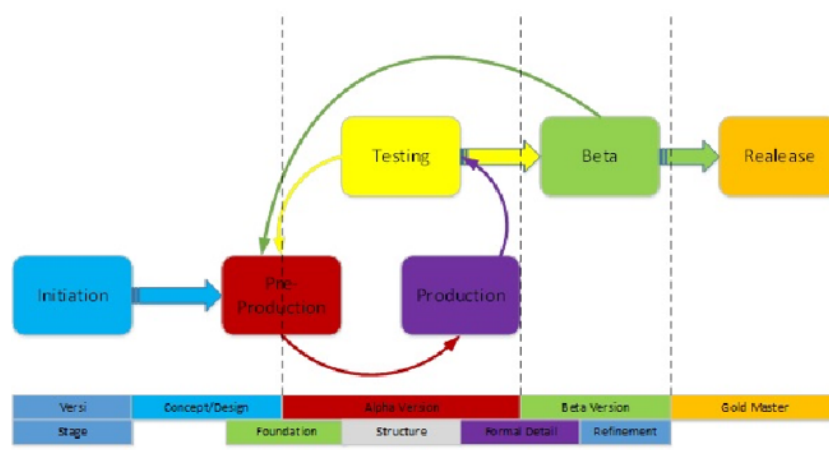 Testing
Beta
Realease
Initiation
Pre-
Production
Production
Versi
Concept/Design
Alpha Version
Beta Version
Gold Master
Stage
Foundation
Structure
Formal Detail
Refinement